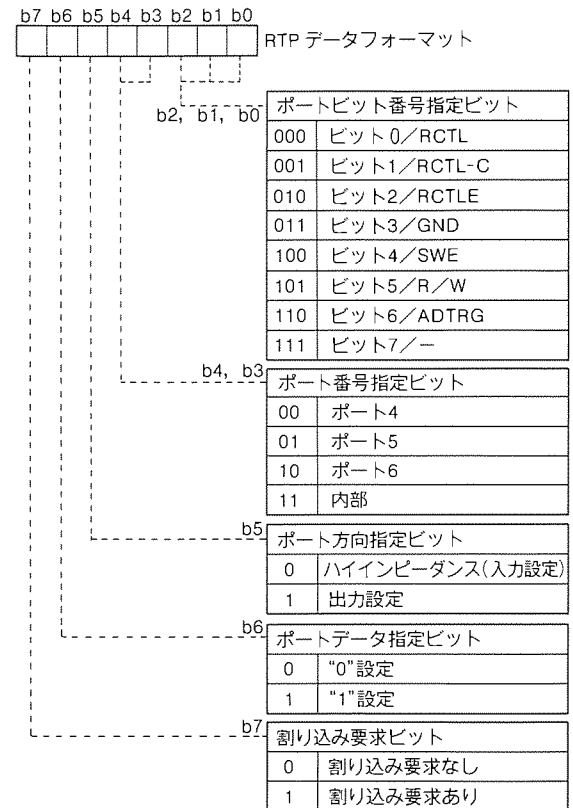 b7 b6 b5 b4 b3 b2 b1 b0
RTP データフォーマット
b2, b1, b0
ポートビット番号指定ビット
000 ビット0／RCTL
001 ビット1／RCTL-C
010 ビット2／RCTLE
011 ビット3／GND
100 ビット4／SWE
101 ビット5／R／W
110 ビット6／ADTRG
111 ビット7／－
b4, b3
ポート番号指定ビット
00 ポート4
01 ポート5
10 ポート6
11 内部
b5
ポート方向指定ビット
0 ハイインピーダンス(入力設定)
1 出力設定
b6
ポートデータ指定ビット
0 “0”設定
1 “1”設定
b7
割り込み要求ビット
0 割り込み要求なし
1 割り込み要求あり